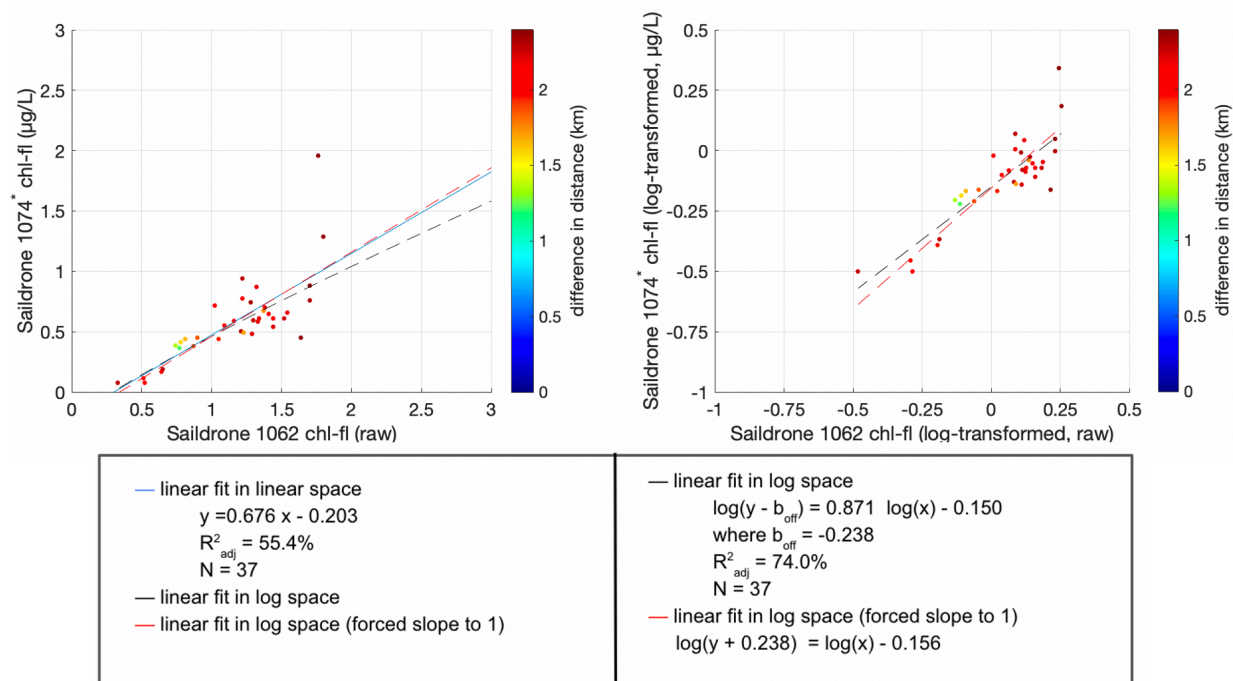 3
2.5
2
1.5
1
0.5
0
0
0.5
1
1.5
2
2.5
3
Saildrone 1074* chl-fl (µg/L)
Saildrone 1062 chl-fl (raw)
2
1.5
1
0.5
0
difference in distance (km)
0.5
0.25
0
-0.25
-0.5
-0.75
-1
-1
-0.75
-0.5
-0.25
0
0.25
0.5
Saildrone 1074* chl-fl (log-transformed, µg/L)
Saildrone 1062 chl-fl (log-transformed, raw)
2
1.5
1
0.5
0
difference in distance (km)
linear fit in linear space
y =0.676 x - 0.203
R²adj = 55.4%
N = 37
linear fit in log space
linear fit in log space (forced slope to 1)
linear fit in log space
log(y - boff) = 0.871 log(x) - 0.150
where boff = -0.238
R²adj = 74.0%
N = 37
linear fit in log space (forced slope to 1)
log(y + 0.238) = log(x) - 0.156